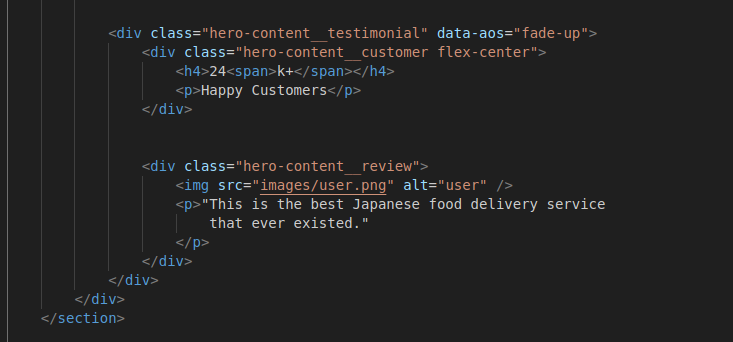 <div class="hero-content__testimonial" data-aos="fade-up">
<div class="hero-content__customer flex-center">
<h4>24<span>k+</span></h4>
<p>Happy Customers</p>
</div>
<div class="hero-content__review">
<img src="images/user.png" alt="user" />
<p>"This is the best Japanese food delivery service
that ever existed."
</p>
</div>
</div>
</div>
</section>